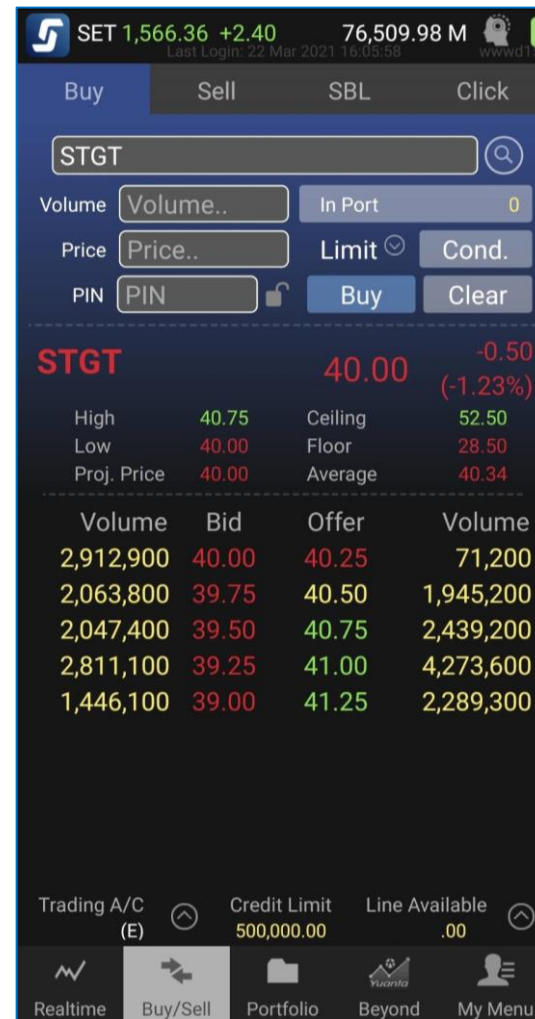 SET 1,566.36 +2.40 76,509.98 M
Last Login: 22 Mar 2021 16:05:58 wwwd1
Buy Sell SBL Click
STGT
Volume Volume.. In Port 0
Price Price.. Limit Cond.
PIN PIN Buy Clear
STGT 40.00 -0.50
(-1.23%)
High 40.75 Ceiling 52.50
Low 40.00 Floor 28.50
Proj. Price 40.00 Average 40.34
Volume Bid Offer Volume
2,912,900 40.00 40.25 71,200
2,063,800 39.75 40.50 1,945,200
2,047,400 39.50 40.75 2,439,200
2,811,100 39.25 41.00 4,273,600
1,446,100 39.00 41.25 2,289,300
Trading A/C Credit Limit Line Available
(E) 500,000.00 .00
Yuanta
Realtime Buy/Sell Portfolio Beyond My Menu